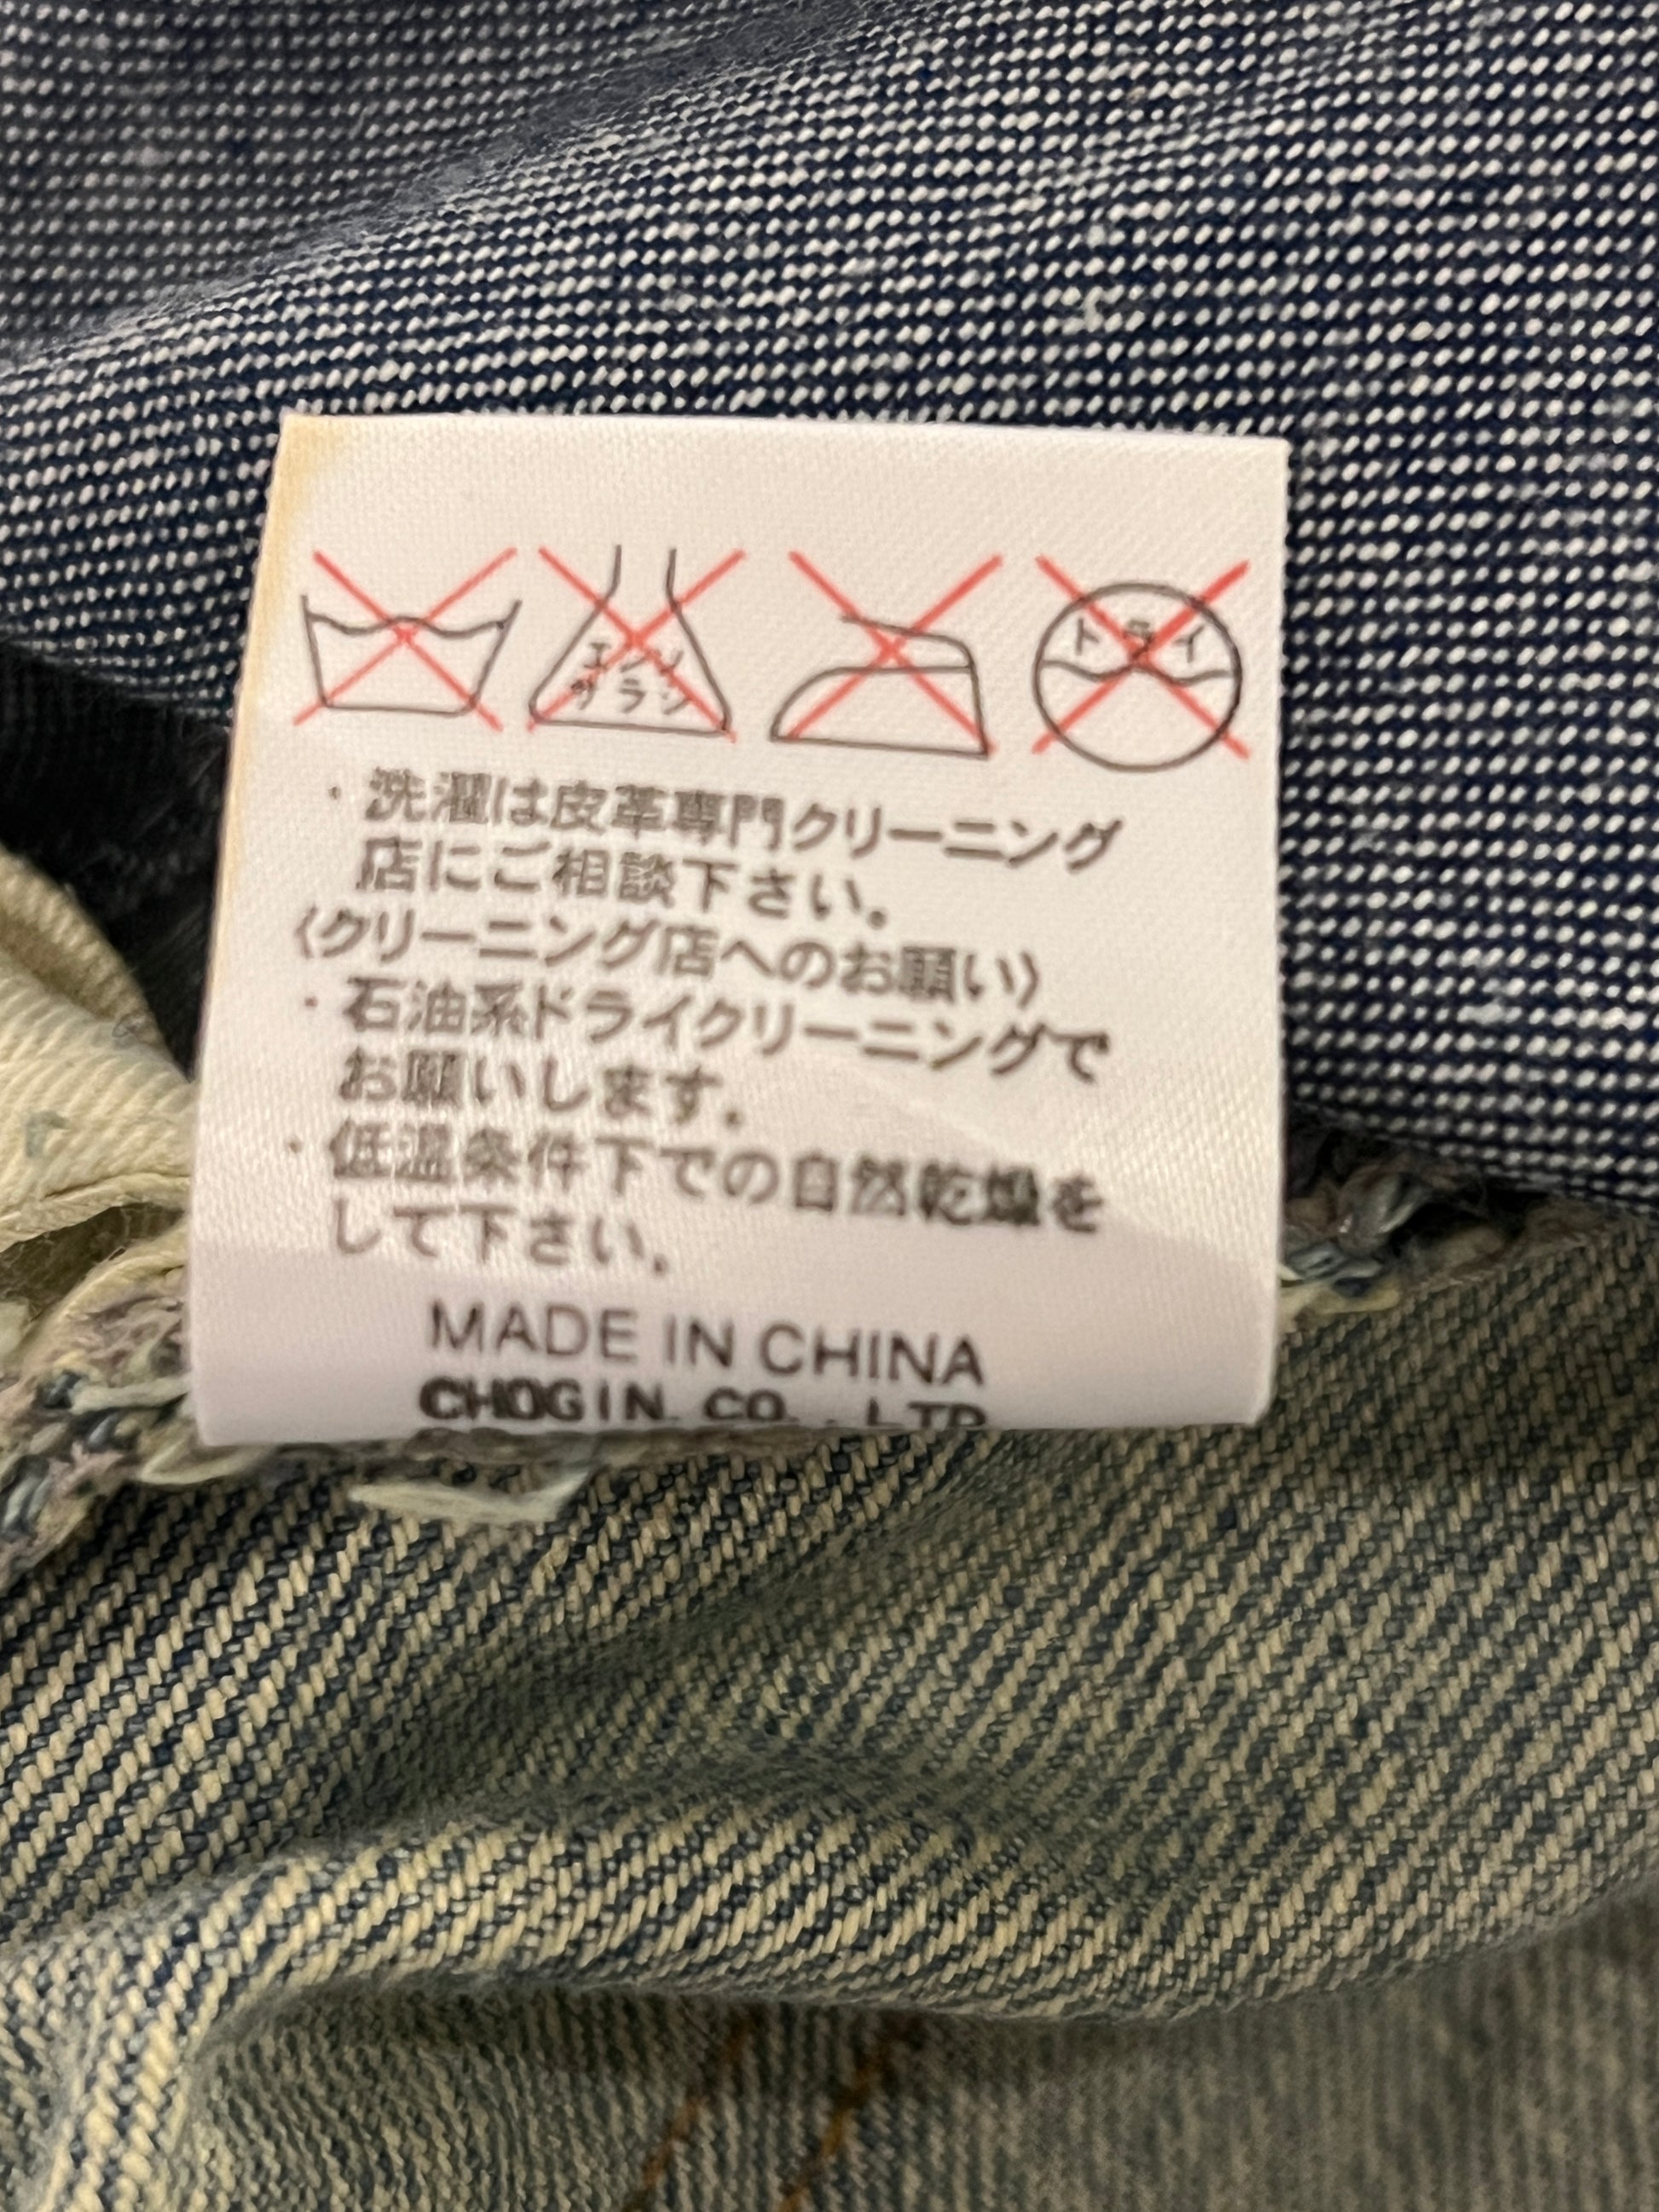 エンソ
サラシ
ドライ
・洗濯は皮革専門クリーニング
店にご相談下さい。
〈クリーニング店へのお願い〉
・石油系ドライクリーニングで
お願いします。
・低温条件下での自然乾燥を
して下さい。
MADE IN CHINA
CHOGIN CO.,LTD